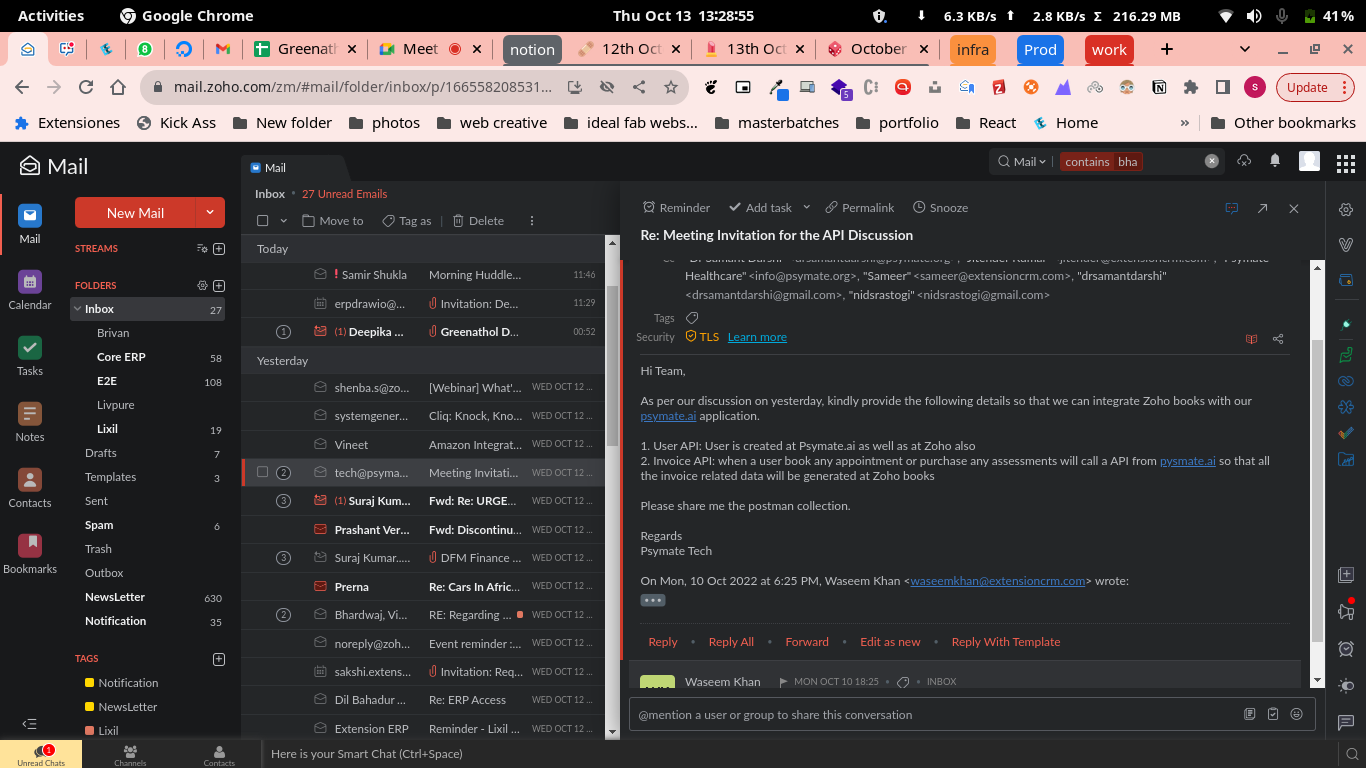 Activities
Google Chrome
Thu Oct 13 13:28:55
6.3 KB/s
2.8 KB/s Σ 216.29 MB
41%
Greenath
Meet
notion
12th Oct
13th Oct
October
infra
Prod
work
mail.zoho.com/zm/#mail/folder/inbox/p/166558208531...
5
S
Update
Extensiones
Kick Ass
New folder
photos
web creative
ideal fab webs...
masterbatches
portfolio
React
Home
»
Other bookmarks
Mail
Mail
Mail
contains bha
New Mail
STREAMS
FOLDERS
Inbox 27
Brivan
Core ERP 58
E2E 108
Livpure
Lixil 19
Drafts 7
Templates 3
Sent
Spam 6
Trash
Outbox
NewsLetter 630
Notification 35
TAGS
Notification
NewsLetter
Lixil
Mail
Calendar
Tasks
Notes
Contacts
Bookmarks
Inbox • 27 Unread Emails
Move to
Tag as
Delete
Today
! Samir Shukla Morning Huddle... 11:46
erpdrawio@... Invitation: De... 11:29
1 (1) Deepika ... Greenathol D... 00:52
Yesterday
shenba.s@zo... [Webinar] What'... WED OCT 12 ...
systemgener... Cliq: Knock, Kno... WED OCT 12 ...
Vineet Amazon Integrat... WED OCT 12 ...
2 tech@psyma... Meeting Invitati... WED OCT 12 ...
3 (1) Suraj Kum... Fwd: Re: URGE... WED OCT 12 ...
Prashant Ver... Fwd: Discontinu... WED OCT 12 ...
3 Suraj Kumar.... DFM Finance ... WED OCT 12 ...
Prerna Re: Cars In Afric... WED OCT 12 ...
2 Bhardwaj, Vi... RE: Regarding ... WED OCT 12 ...
noreply@zoh... Event reminder :... WED OCT 12 ...
sakshi.extens... Invitation: Req... WED OCT 12 ...
Dil Bahadur ... Re: ERP Access WED OCT 12 ...
Extension ERP Reminder - Lixil ... WED OCT 12 ...
Reminder
Add task
Permalink
Snooze
Re: Meeting Invitation for the API Discussion
Healthcare" <info@psymate.org>, "Sameer" <sameer@extensioncrm.com>, "drsamantdarshi"
<drsamantdarshi@gmail.com>, "nidsrastogi" <nidsrastogi@gmail.com>
Tags
Security TLS Learn more
Hi Team,
As per our discussion on yesterday, kindly provide the following details so that we can integrate Zoho books with our
psymate.ai application.
1. User API: User is created at Psymate.ai as well as at Zoho also
2. Invoice API: when a user book any appointment or purchase any assessments will call a API from pysmate.ai so that all
the invoice related data will be generated at Zoho books
Please share me the postman collection.
Regards
Psymate Tech
On Mon, 10 Oct 2022 at 6:25 PM, Waseem Khan <waseemkhan@extensioncrm.com> wrote:
Reply • Reply All • Forward • Edit as new • Reply With Template
Waseem Khan MON OCT 10 18:25 • • INBOX
@mention a user or group to share this conversation
1
Unread Chats
Channels
Contacts
Here is your Smart Chat (Ctrl+Space)